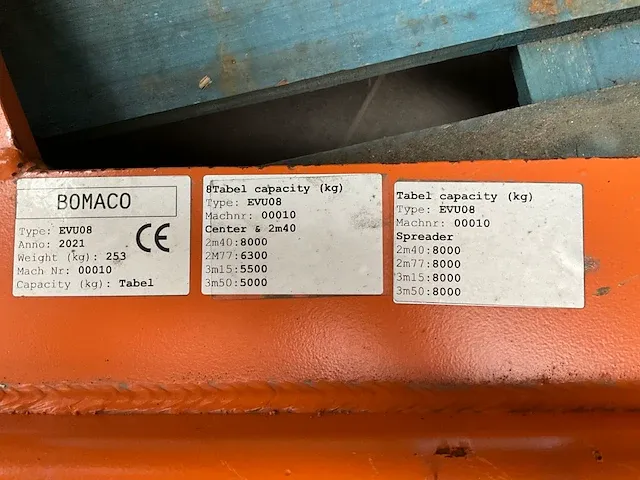 BOMACO
Type: EVU08
Anno: 2021
CE
Weight (kg): 253
Mach Nr: 00010
Capacity (kg): Tabel
8Tabel capacity (kg)
Type: EVU08
Machnr: 00010
Center & 2m40
2m40:8000
2M77:6300
3m15:5500
3m50:5000
Tabel capacity (kg)
Type: EVU08
Machnr: 00010
Spreader
2m40:8000
2m77:8000
3m15:8000
3m50:8000